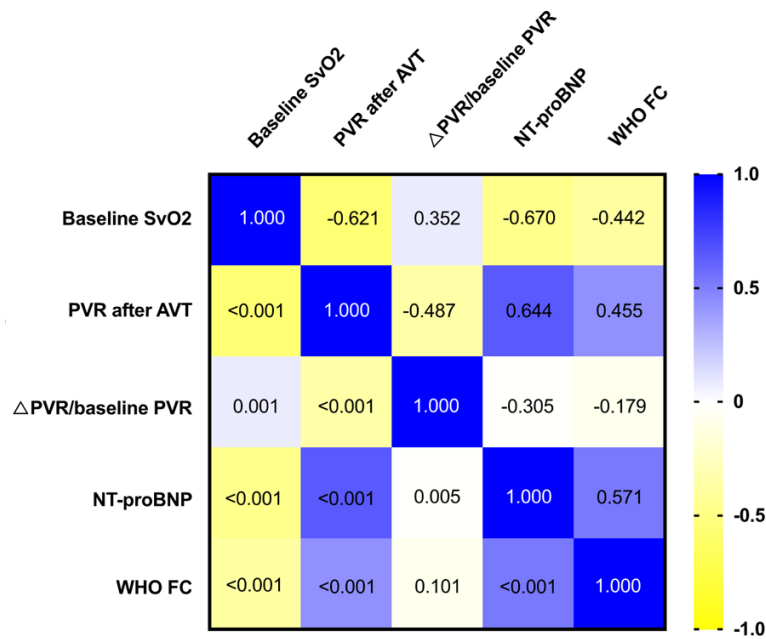 Baseline SvO2
PVR after AVT
△PVR/baseline PVR
NT-proBNP
WHO FC
Baseline SvO2 1.000 -0.621 0.352 -0.670 -0.442
PVR after AVT <0.001 1.000 -0.487 0.644 0.455
△PVR/baseline PVR 0.001 <0.001 1.000 -0.305 -0.179
NT-proBNP <0.001 <0.001 0.005 1.000 0.571
WHO FC <0.001 <0.001 0.101 <0.001 1.000
1.0
0.5
0
-0.5
-1.0